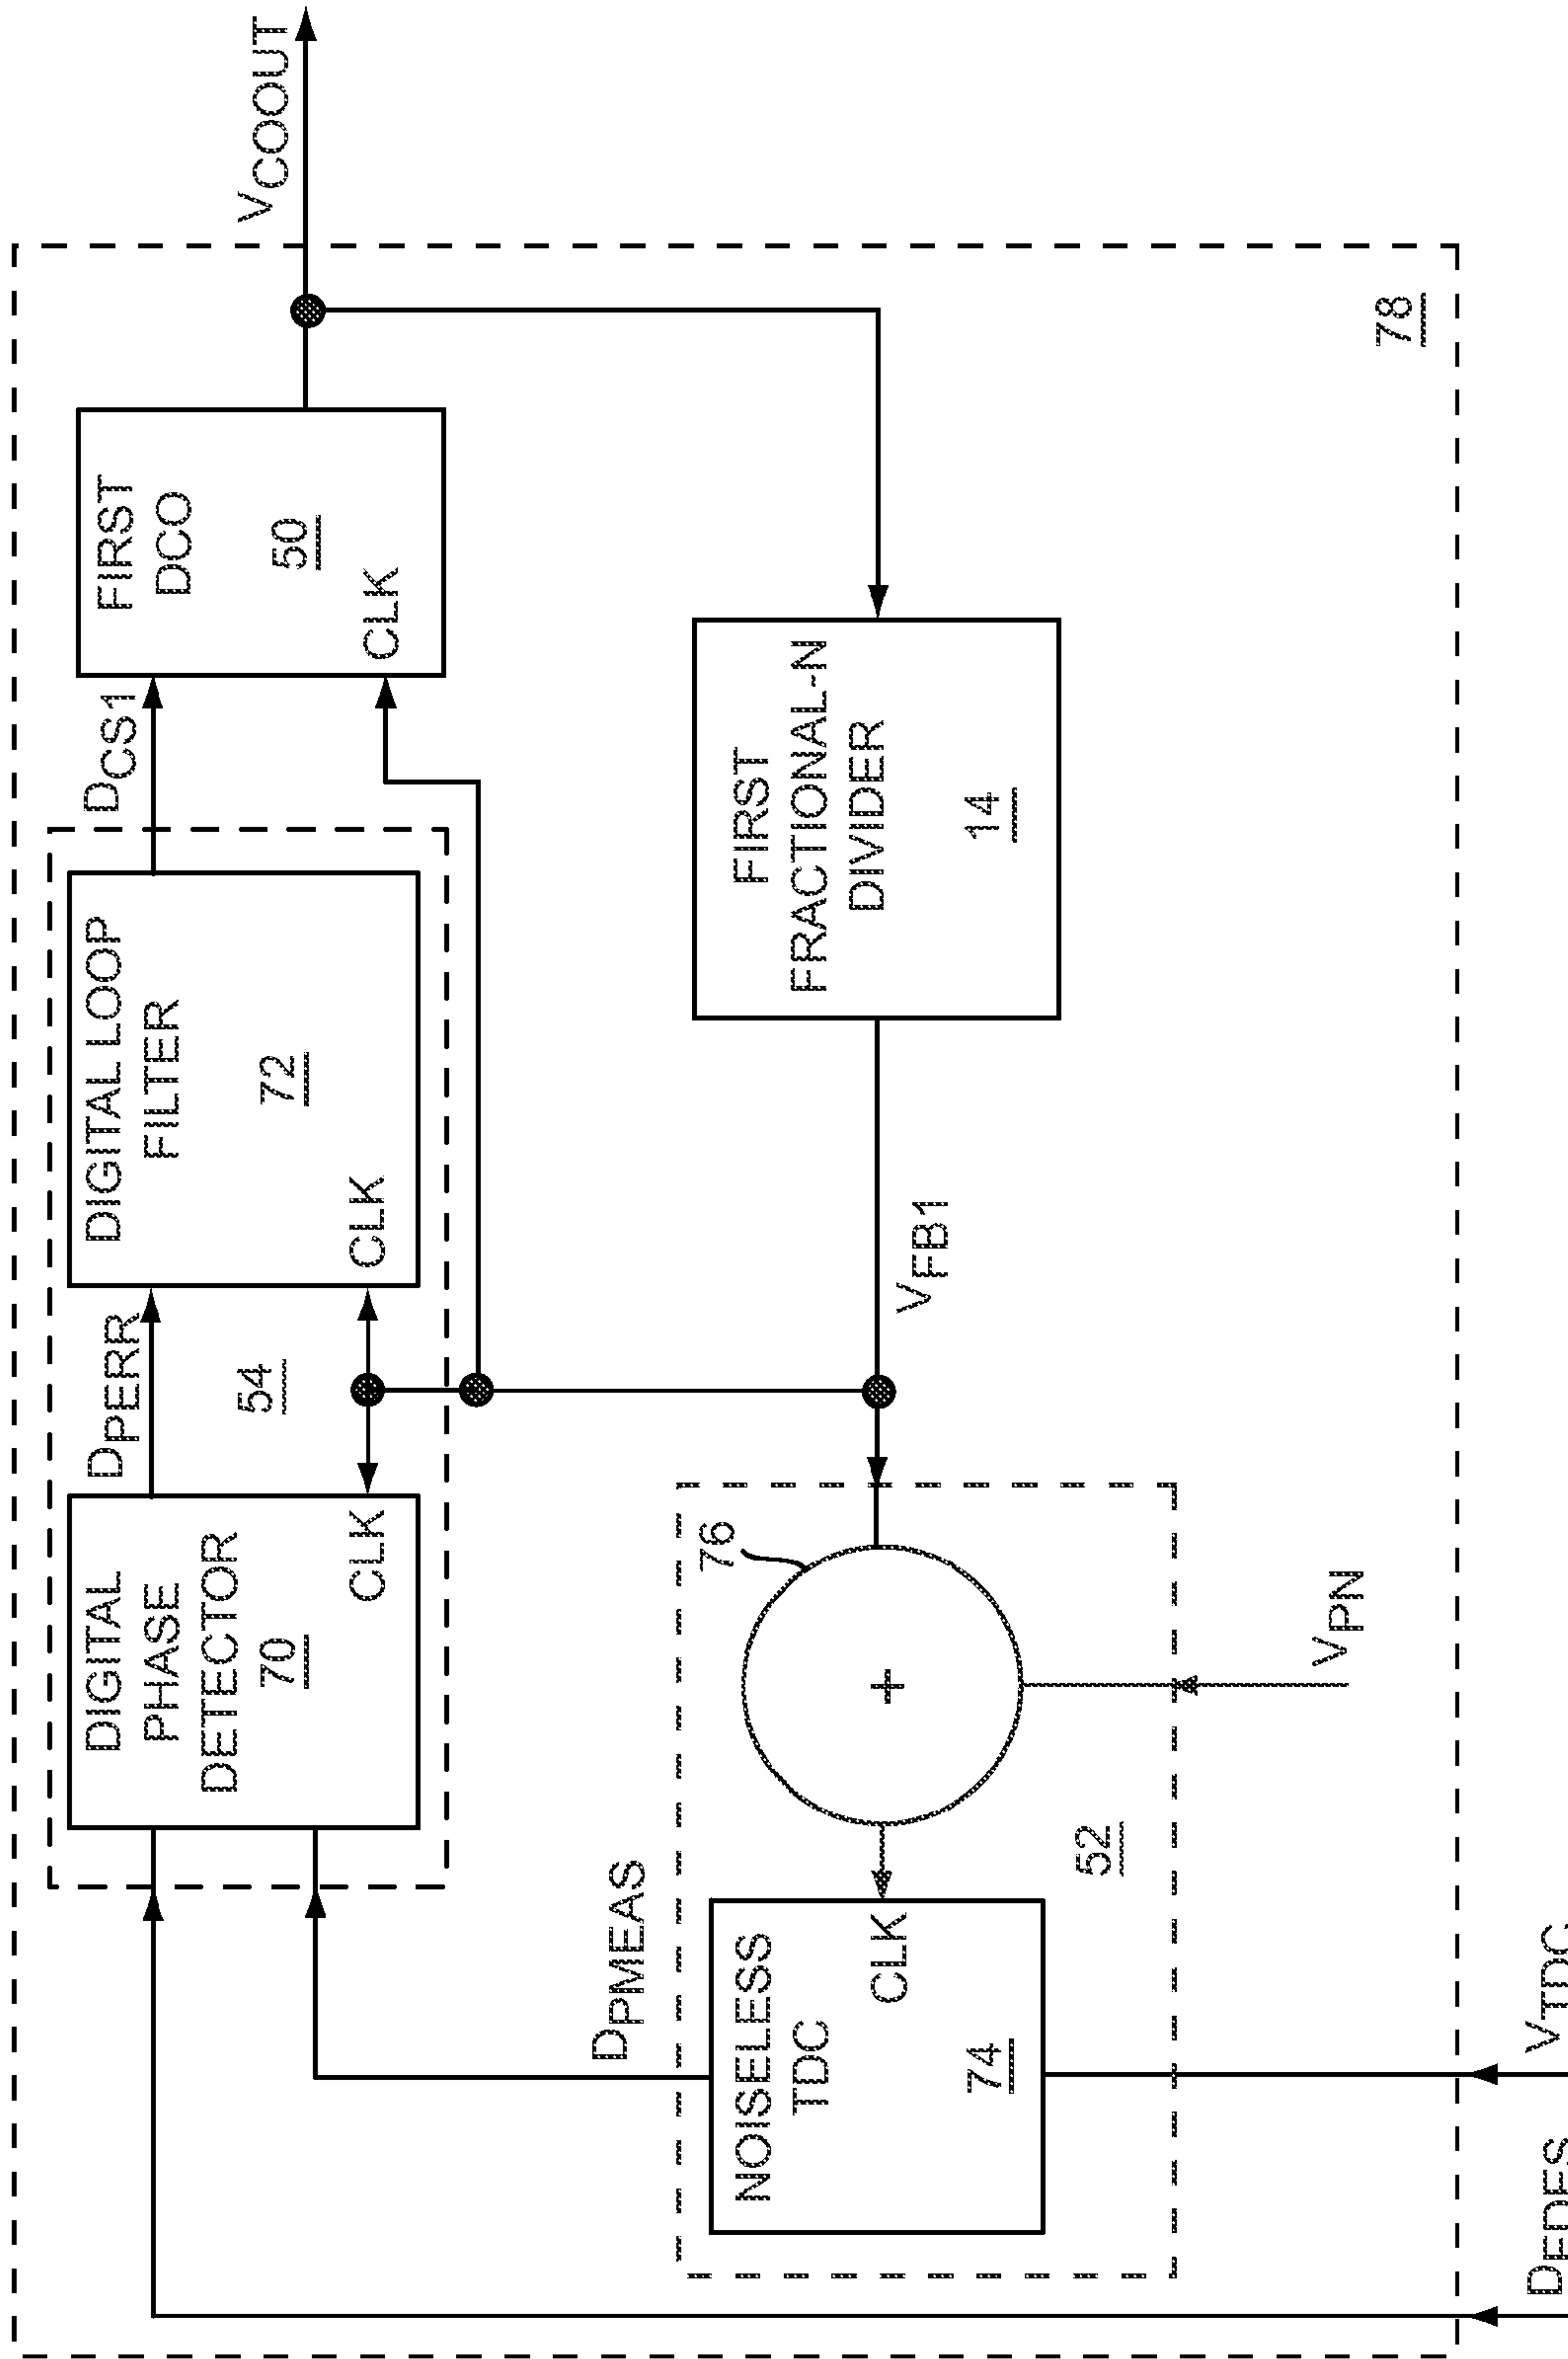 DIGITAL
PHASE
DETECTOR
70
CLK
DPERR
54
DIGITAL LOOP
FILTER
72
CLK
DCS1
FIRST
DCO
50
CLK
VCOOUT
DPMEAS
NOISELESS
TDC
CLK
74
76
+
52
VPN
VFB1
FIRST
FRACTIONAL-N
DIVIDER
14
78
DFDES
VTDC